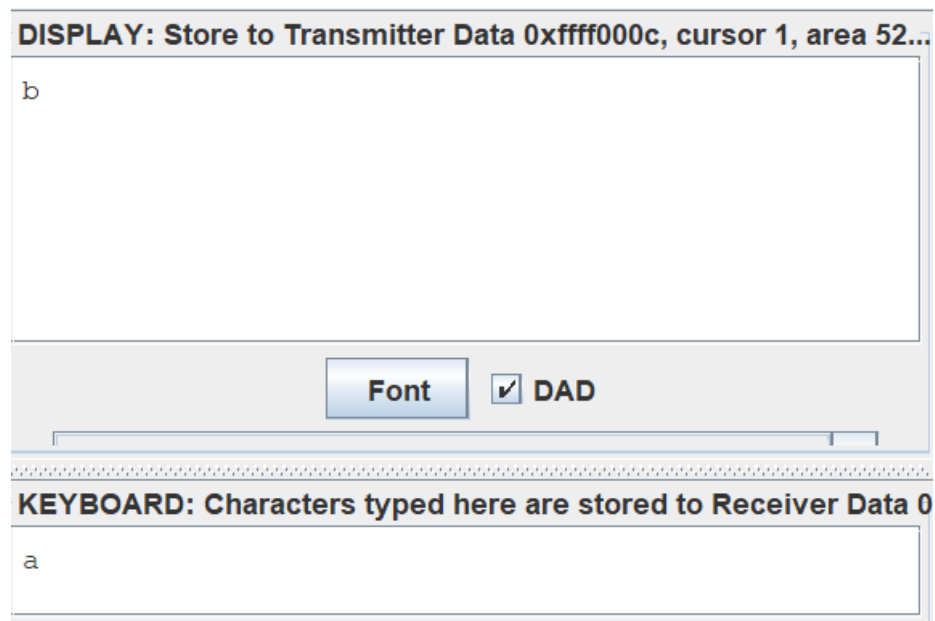 DISPLAY: Store to Transmitter Data 0xffff000c, cursor 1, area 52...
b
Font DAD
KEYBOARD: Characters typed here are stored to Receiver Data 0
a